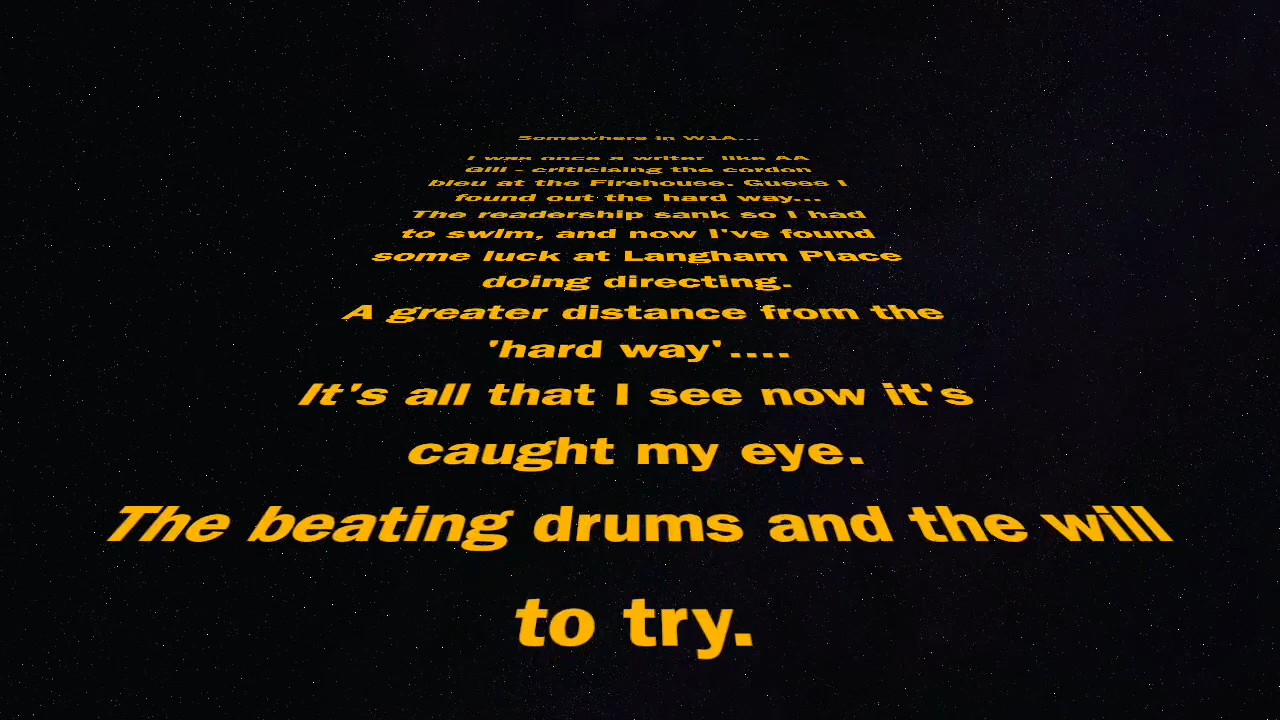 Somewhere in W1A...
I was once a writer like AA
Gill - criticising the cordon
bleu at the Firehouse. Guess I
found out the hard way...
The readership sank so I had
to swim, and now I've found
some luck at Langham Place
doing directing.
A greater distance from the
'hard way'....
It's all that I see now it's
caught my eye.
The beating drums and the will
to try.